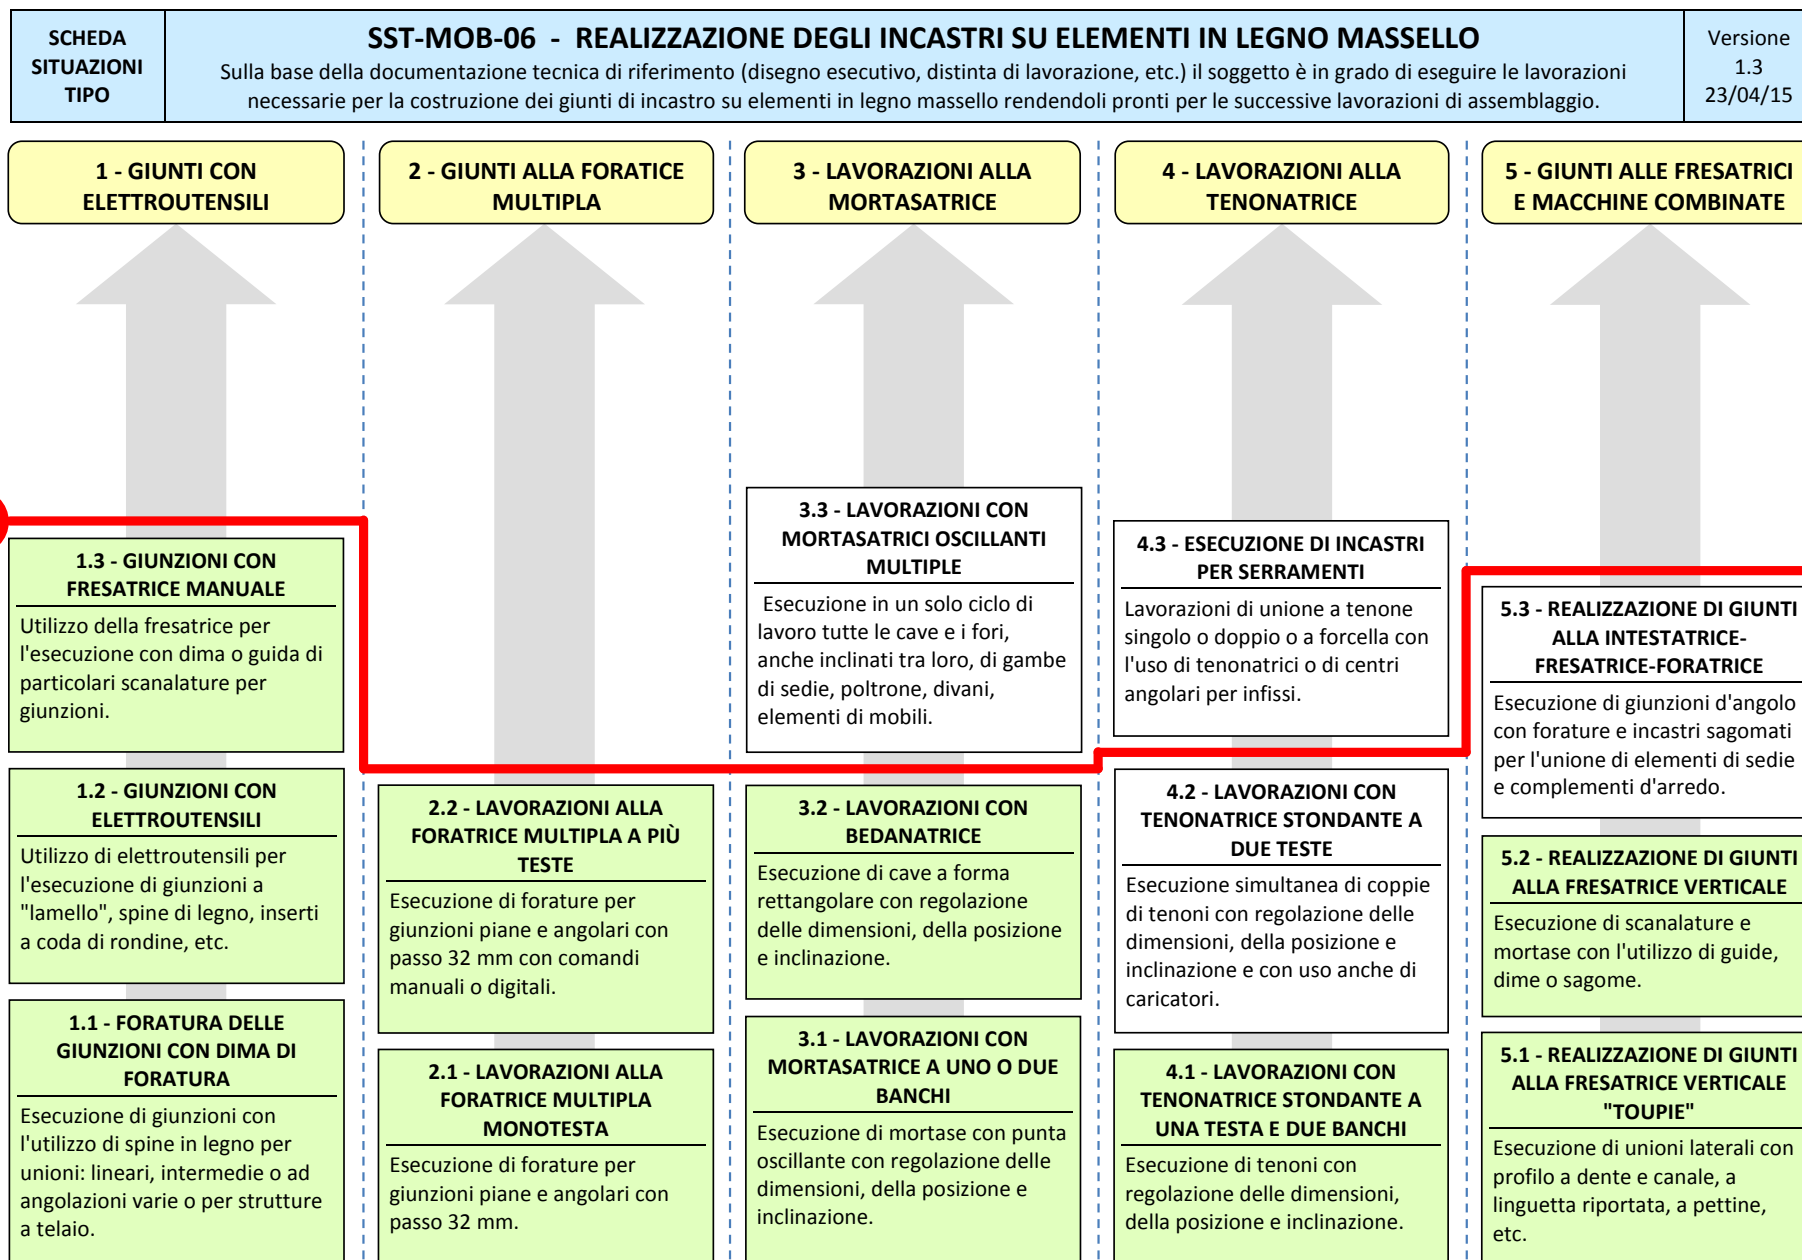 SCHEDA
SITUAZIONI
TIPO
SST-MOB-06 - REALIZZAZIONE DEGLI INCASTRI SU ELEMENTI IN LEGNO MASSELLO
Sulla base della documentazione tecnica di riferimento (disegno esecutivo, distinta di lavorazione, etc.) il soggetto è in grado di eseguire le lavorazioni
necessarie per la costruzione dei giunti di incastro su elementi in legno massello rendendoli pronti per le successive lavorazioni di assemblaggio.
Versione
1.3
23/04/15
1 - GIUNTI CON
ELETTROUTENSILI
2 - GIUNTI ALLA FORATICE
MULTIPLA
3 - LAVORAZIONI ALLA
MORTASATRICE
4 - LAVORAZIONI ALLA
TENONATRICE
5 - GIUNTI ALLE FRESATRICI
E MACCHINE COMBINATE
1.3 - GIUNZIONI CON
FRESATRICE MANUALE
Utilizzo della fresatrice per
l'esecuzione con dima o guida di
particolari scanalature per
giunzioni.
1.2 - GIUNZIONI CON
ELETTROUTENSILI
Utilizzo di elettroutensili per
l'esecuzione di giunzioni a
"lamello", spine di legno, inserti
a coda di rondine, etc.
1.1 - FORATURA DELLE
GIUNZIONI CON DIMA DI
FORATURA
Esecuzione di giunzioni con
l'utilizzo di spine in legno per
unioni: lineari, intermedie o ad
angolazioni varie o per strutture
a telaio.
2.2 - LAVORAZIONI ALLA
FORATRICE MULTIPLA A PIÙ
TESTE
Esecuzione di forature per
giunzioni piane e angolari con
passo 32 mm con comandi
manuali o digitali.
2.1 - LAVORAZIONI ALLA
FORATRICE MULTIPLA
MONOTESTA
Esecuzione di forature per
giunzioni piane e angolari con
passo 32 mm.
3.3 - LAVORAZIONI CON
MORTASATRICI OSCILLANTI
MULTIPLE
Esecuzione in un solo ciclo di
lavoro tutte le cave e i fori,
anche inclinati tra loro, di gambe
di sedie, poltrone, divani,
elementi di mobili.
3.2 - LAVORAZIONI CON
BEDANATRICE
Esecuzione di cave a forma
rettangolare con regolazione
delle dimensioni, della posizione
e inclinazione.
3.1 - LAVORAZIONI CON
MORTASATRICE A UNO O DUE
BANCHI
Esecuzione di mortase con punta
oscillante con regolazione delle
dimensioni, della posizione e
inclinazione.
4.3 - ESECUZIONE DI INCASTRI
PER SERRAMENTI
Lavorazioni di unione a tenone
singolo o doppio o a forcella con
l'uso di tenonatrici o di centri
angolari per infissi.
4.2 - LAVORAZIONI CON
TENONATRICE STONDANTE A
DUE TESTE
Esecuzione simultanea di coppie
di tenoni con regolazione delle
dimensioni, della posizione e
inclinazione e con uso anche di
caricatori.
4.1 - LAVORAZIONI CON
TENONATRICE STONDANTE A
UNA TESTA E DUE BANCHI
Esecuzione di tenoni con
regolazione delle dimensioni,
della posizione e inclinazione.
5.3 - REALIZZAZIONE DI GIUNTI
ALLA INTESTATRICE-
FRESATRICE-FORATRICE
Esecuzione di giunzioni d'angolo
con forature e incastri sagomati
per l'unione di elementi di sedie
e complementi d'arredo.
5.2 - REALIZZAZIONE DI GIUNTI
ALLA FRESATRICE VERTICALE
Esecuzione di scanalature e
mortase con l'utilizzo di guide,
dime o sagome.
5.1 - REALIZZAZIONE DI GIUNTI
ALLA FRESATRICE VERTICALE
"TOUPIE"
Esecuzione di unioni laterali con
profilo a dente e canale, a
linguetta riportata, a pettine,
etc.